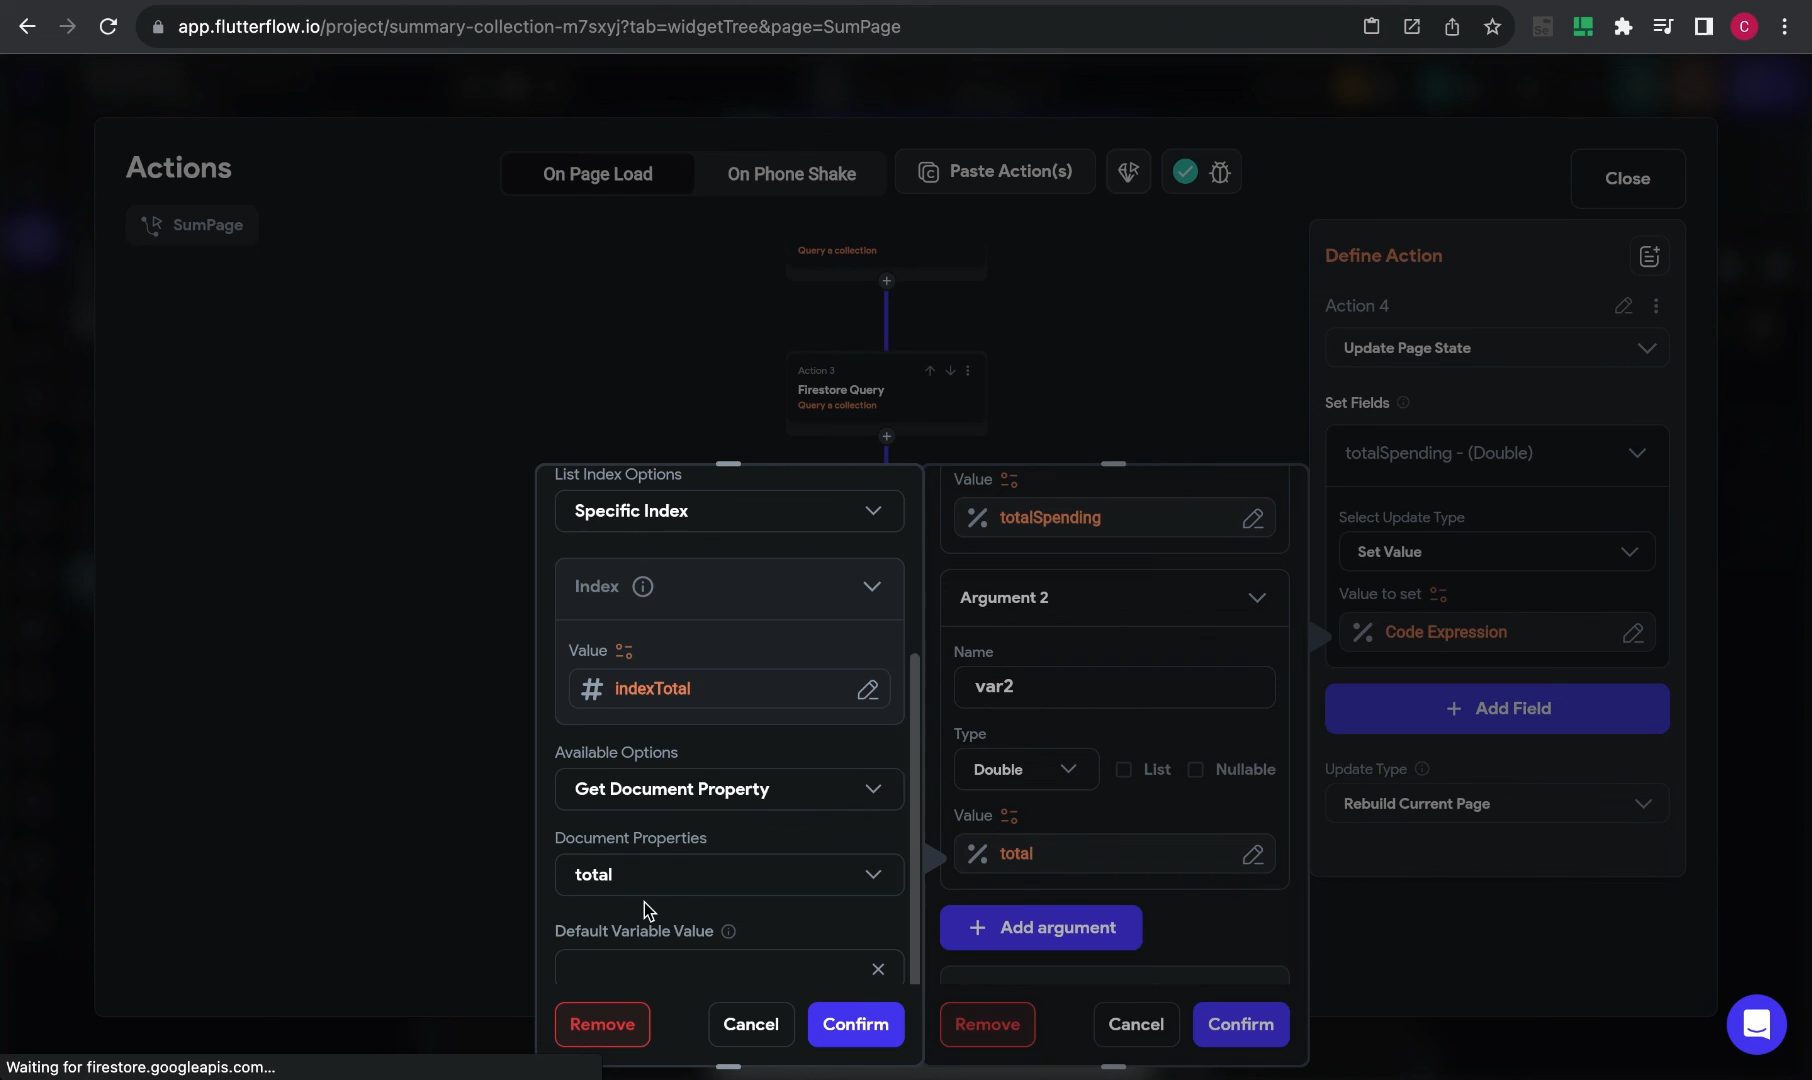 app.flutterflow.io/project/summary-collection-m7sxyj?tab=widgetTree&page=SumPage
Se
C
Actions
On Page Load
On Phone Shake
Paste Action(s)
Close
SumPage
Query a collection
Action 3
Firestore Query
Query a collection
Define Action
Action 4
Update Page State
Set Fields
totalSpending - (Double)
Select Update Type
Set Value
Value to set
Code Expression
+ Add Field
Update Type
Rebuild Current Page
List Index Options
Specific Index
Index
Value
indexTotal
Available Options
Get Document Property
Document Properties
total
Default Variable Value
Remove
Cancel
Confirm
Value
totalSpending
Argument 2
Name
var2
Type
Double
List
Nullable
Value
total
+ Add argument
Remove
Cancel
Confirm
Waiting for firestore.googleapis.com...